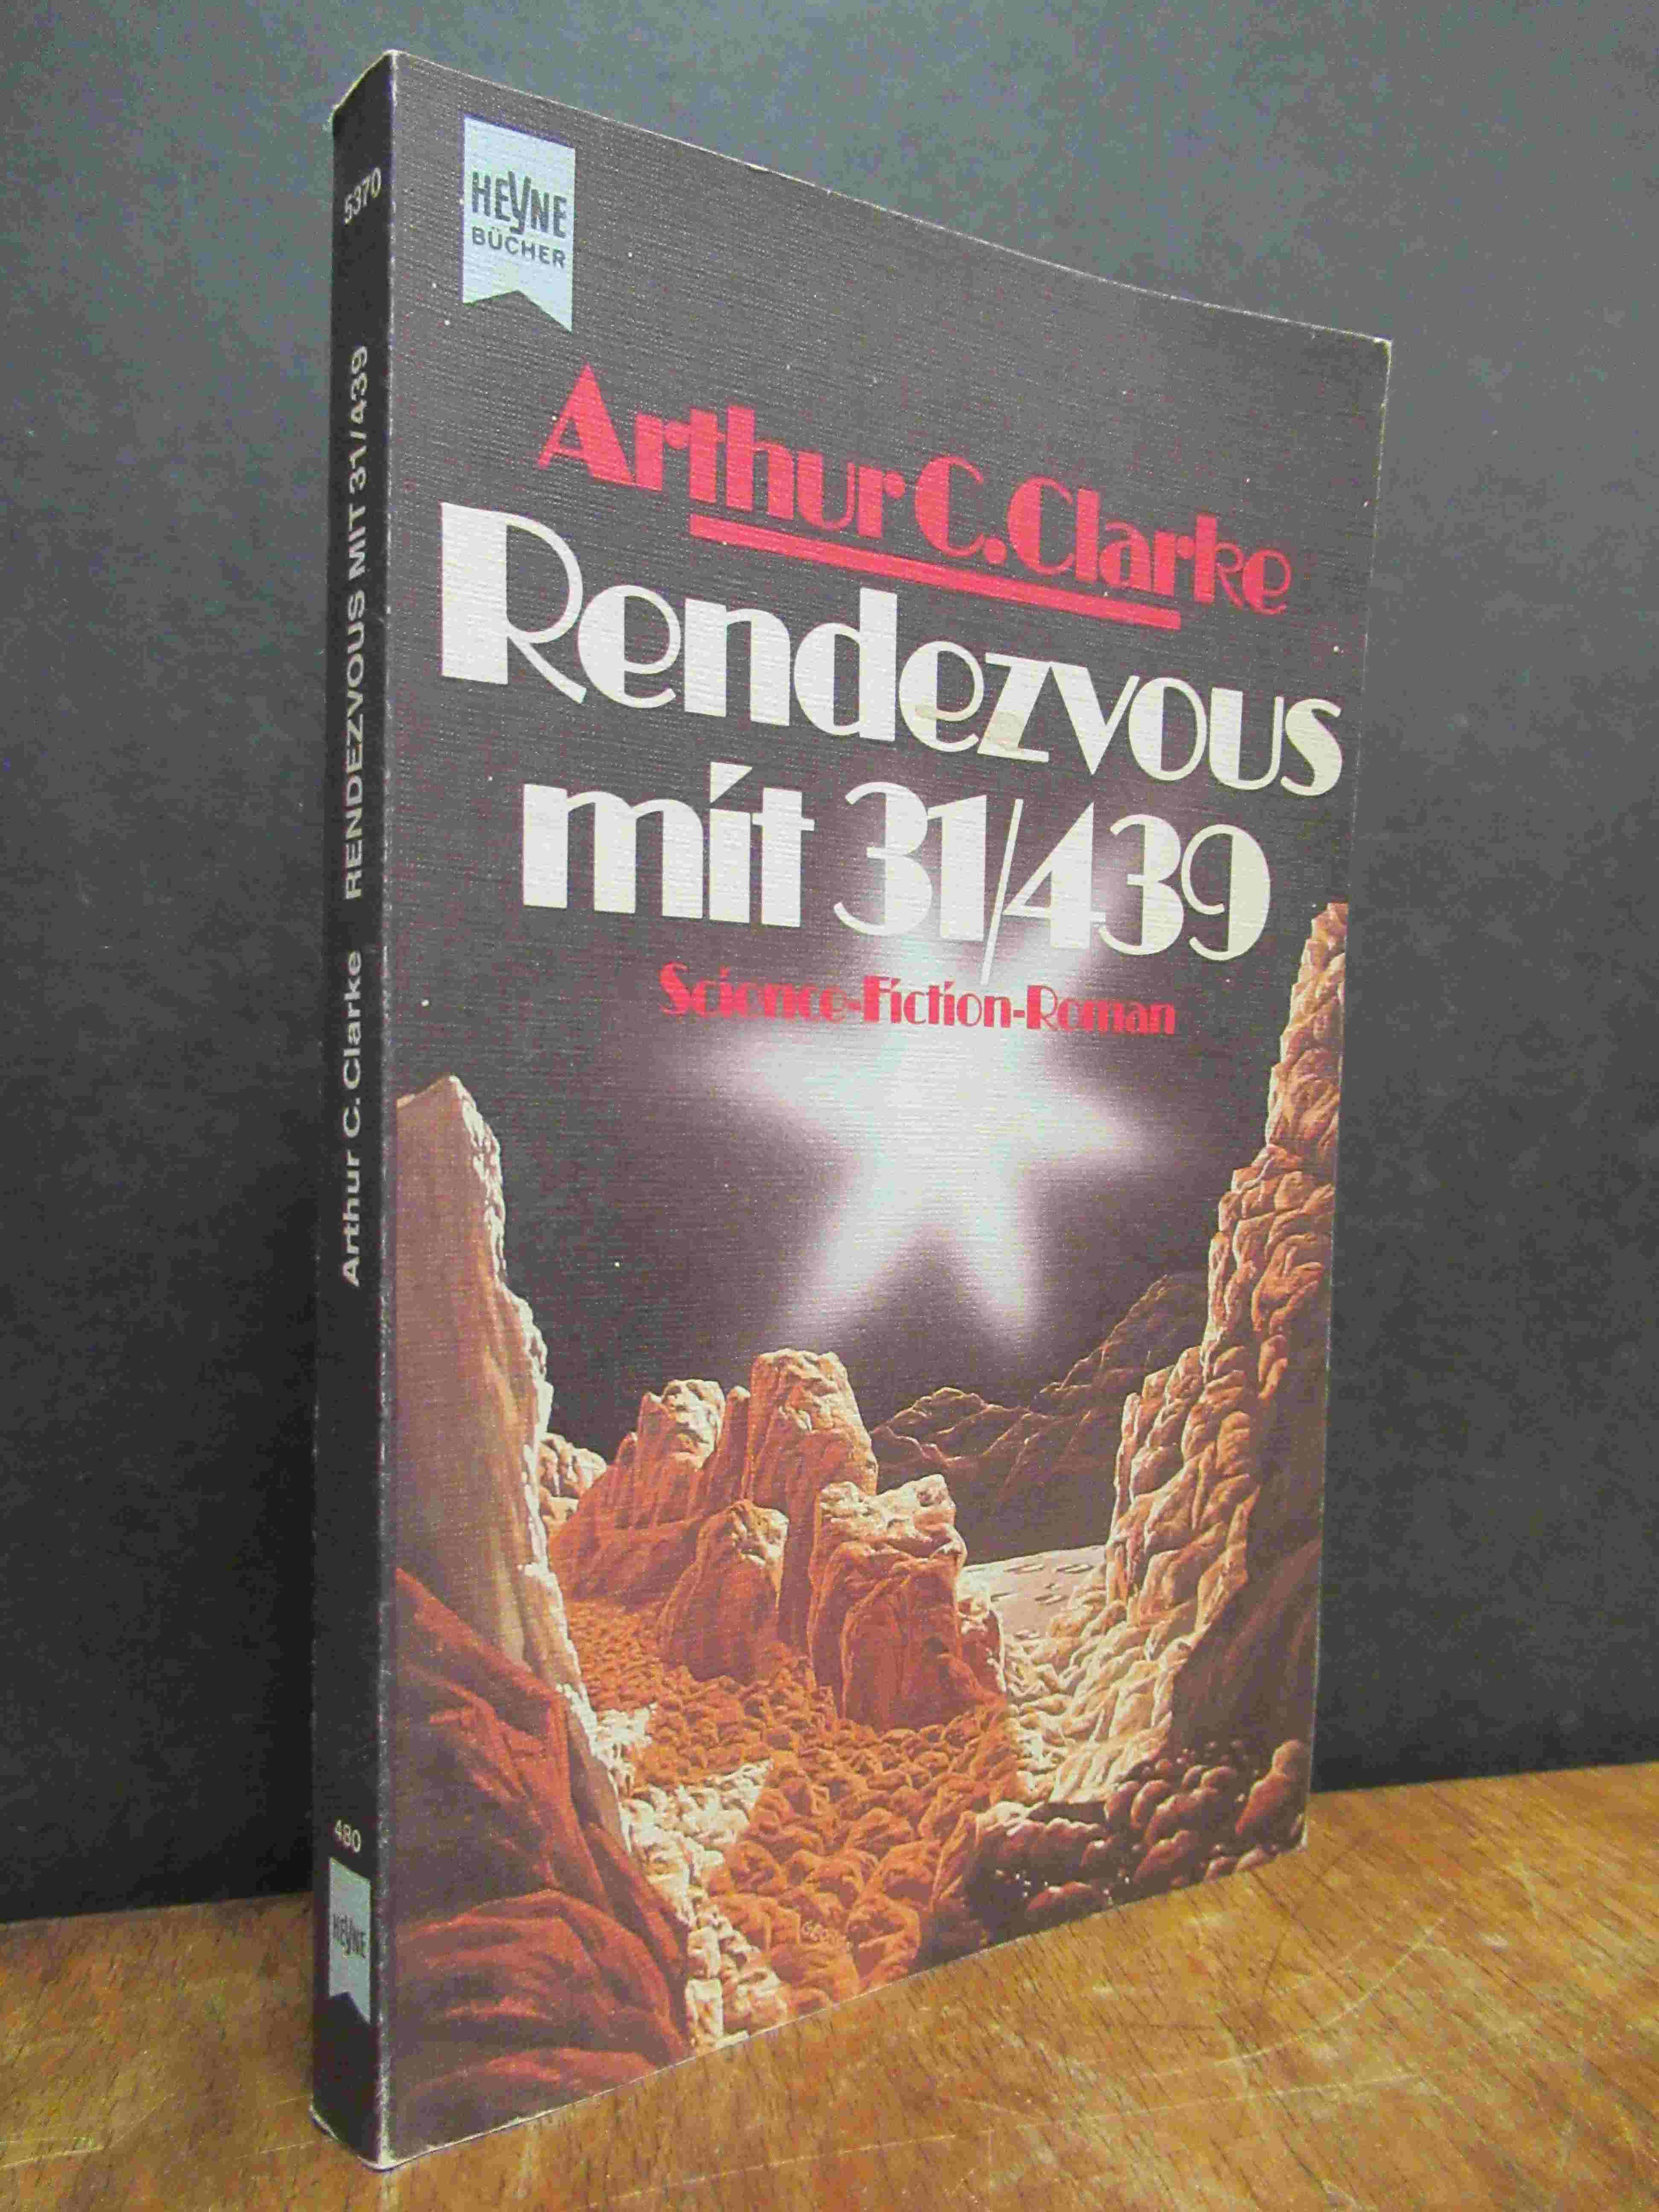 HEYNE
BÜCHER
Arthur C. Clarke
Rendezvous
mit 31/439
Science-Fiction-Roman
5370
Arthur C. Clarke RENDEZVOUS MIT 31/439
480
HEYNE